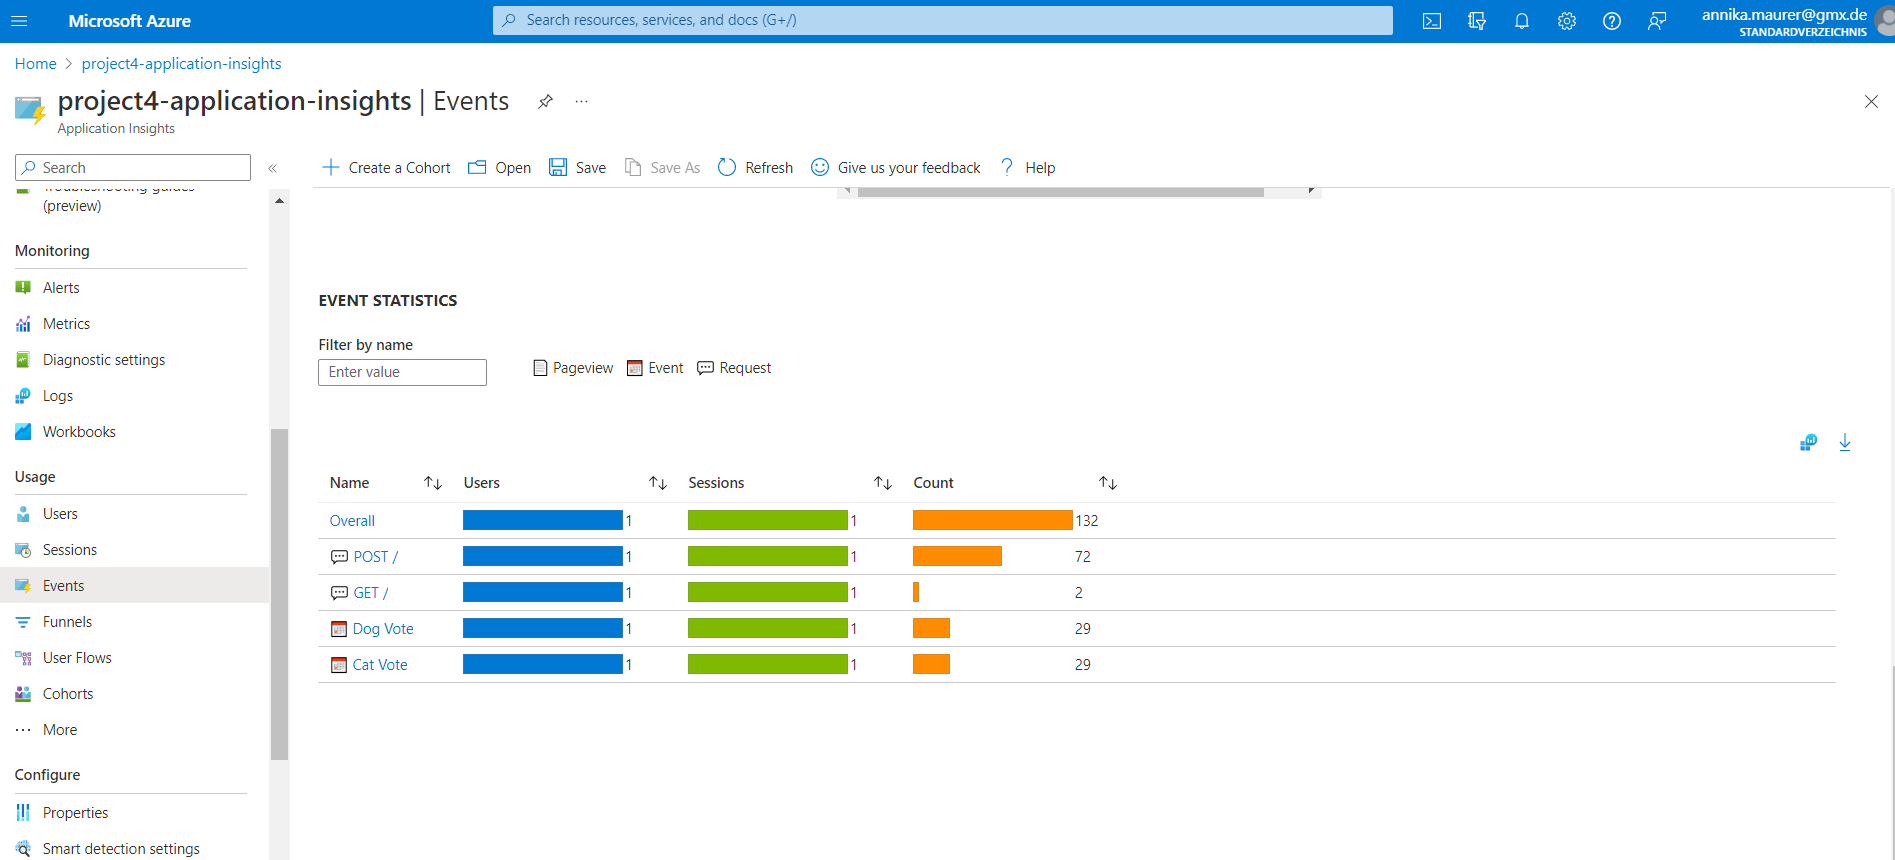 Microsoft Azure
Search resources, services, and docs (G+/)
annika.maurer@gmx.de
STANDARDVERZEICHNIS
Home > project4-application-insights
project4-application-insights | Events
Application Insights
Search
Create a Cohort
Open
Save
Save As
Refresh
Give us your feedback
? Help
Troubleshooting guides
(preview)
Monitoring
Alerts
Metrics
Diagnostic settings
Logs
Workbooks
Usage
Users
Sessions
Events
Funnels
User Flows
Cohorts
More
Configure
Properties
Smart detection settings
EVENT STATISTICS
Filter by name
Enter value
Pageview Event Request
Name Users Sessions Count
Overall 1 1 132
POST / 1 1 72
GET / 1 1 2
Dog Vote 1 1 29
Cat Vote 1 1 29